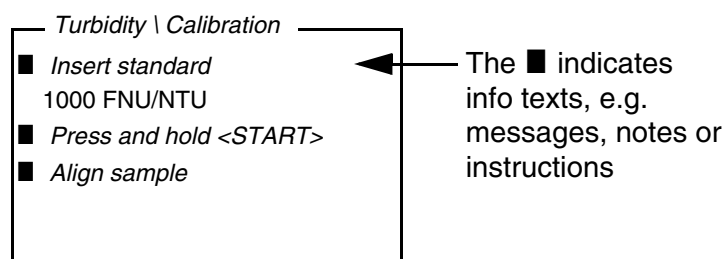 Turbidity \ Calibration
■ Insert standard
1000 FNU/NTU
■ Press and hold <START>
■ Align sample
The ■ indicates
info texts, e.g.
messages, notes or
instructions